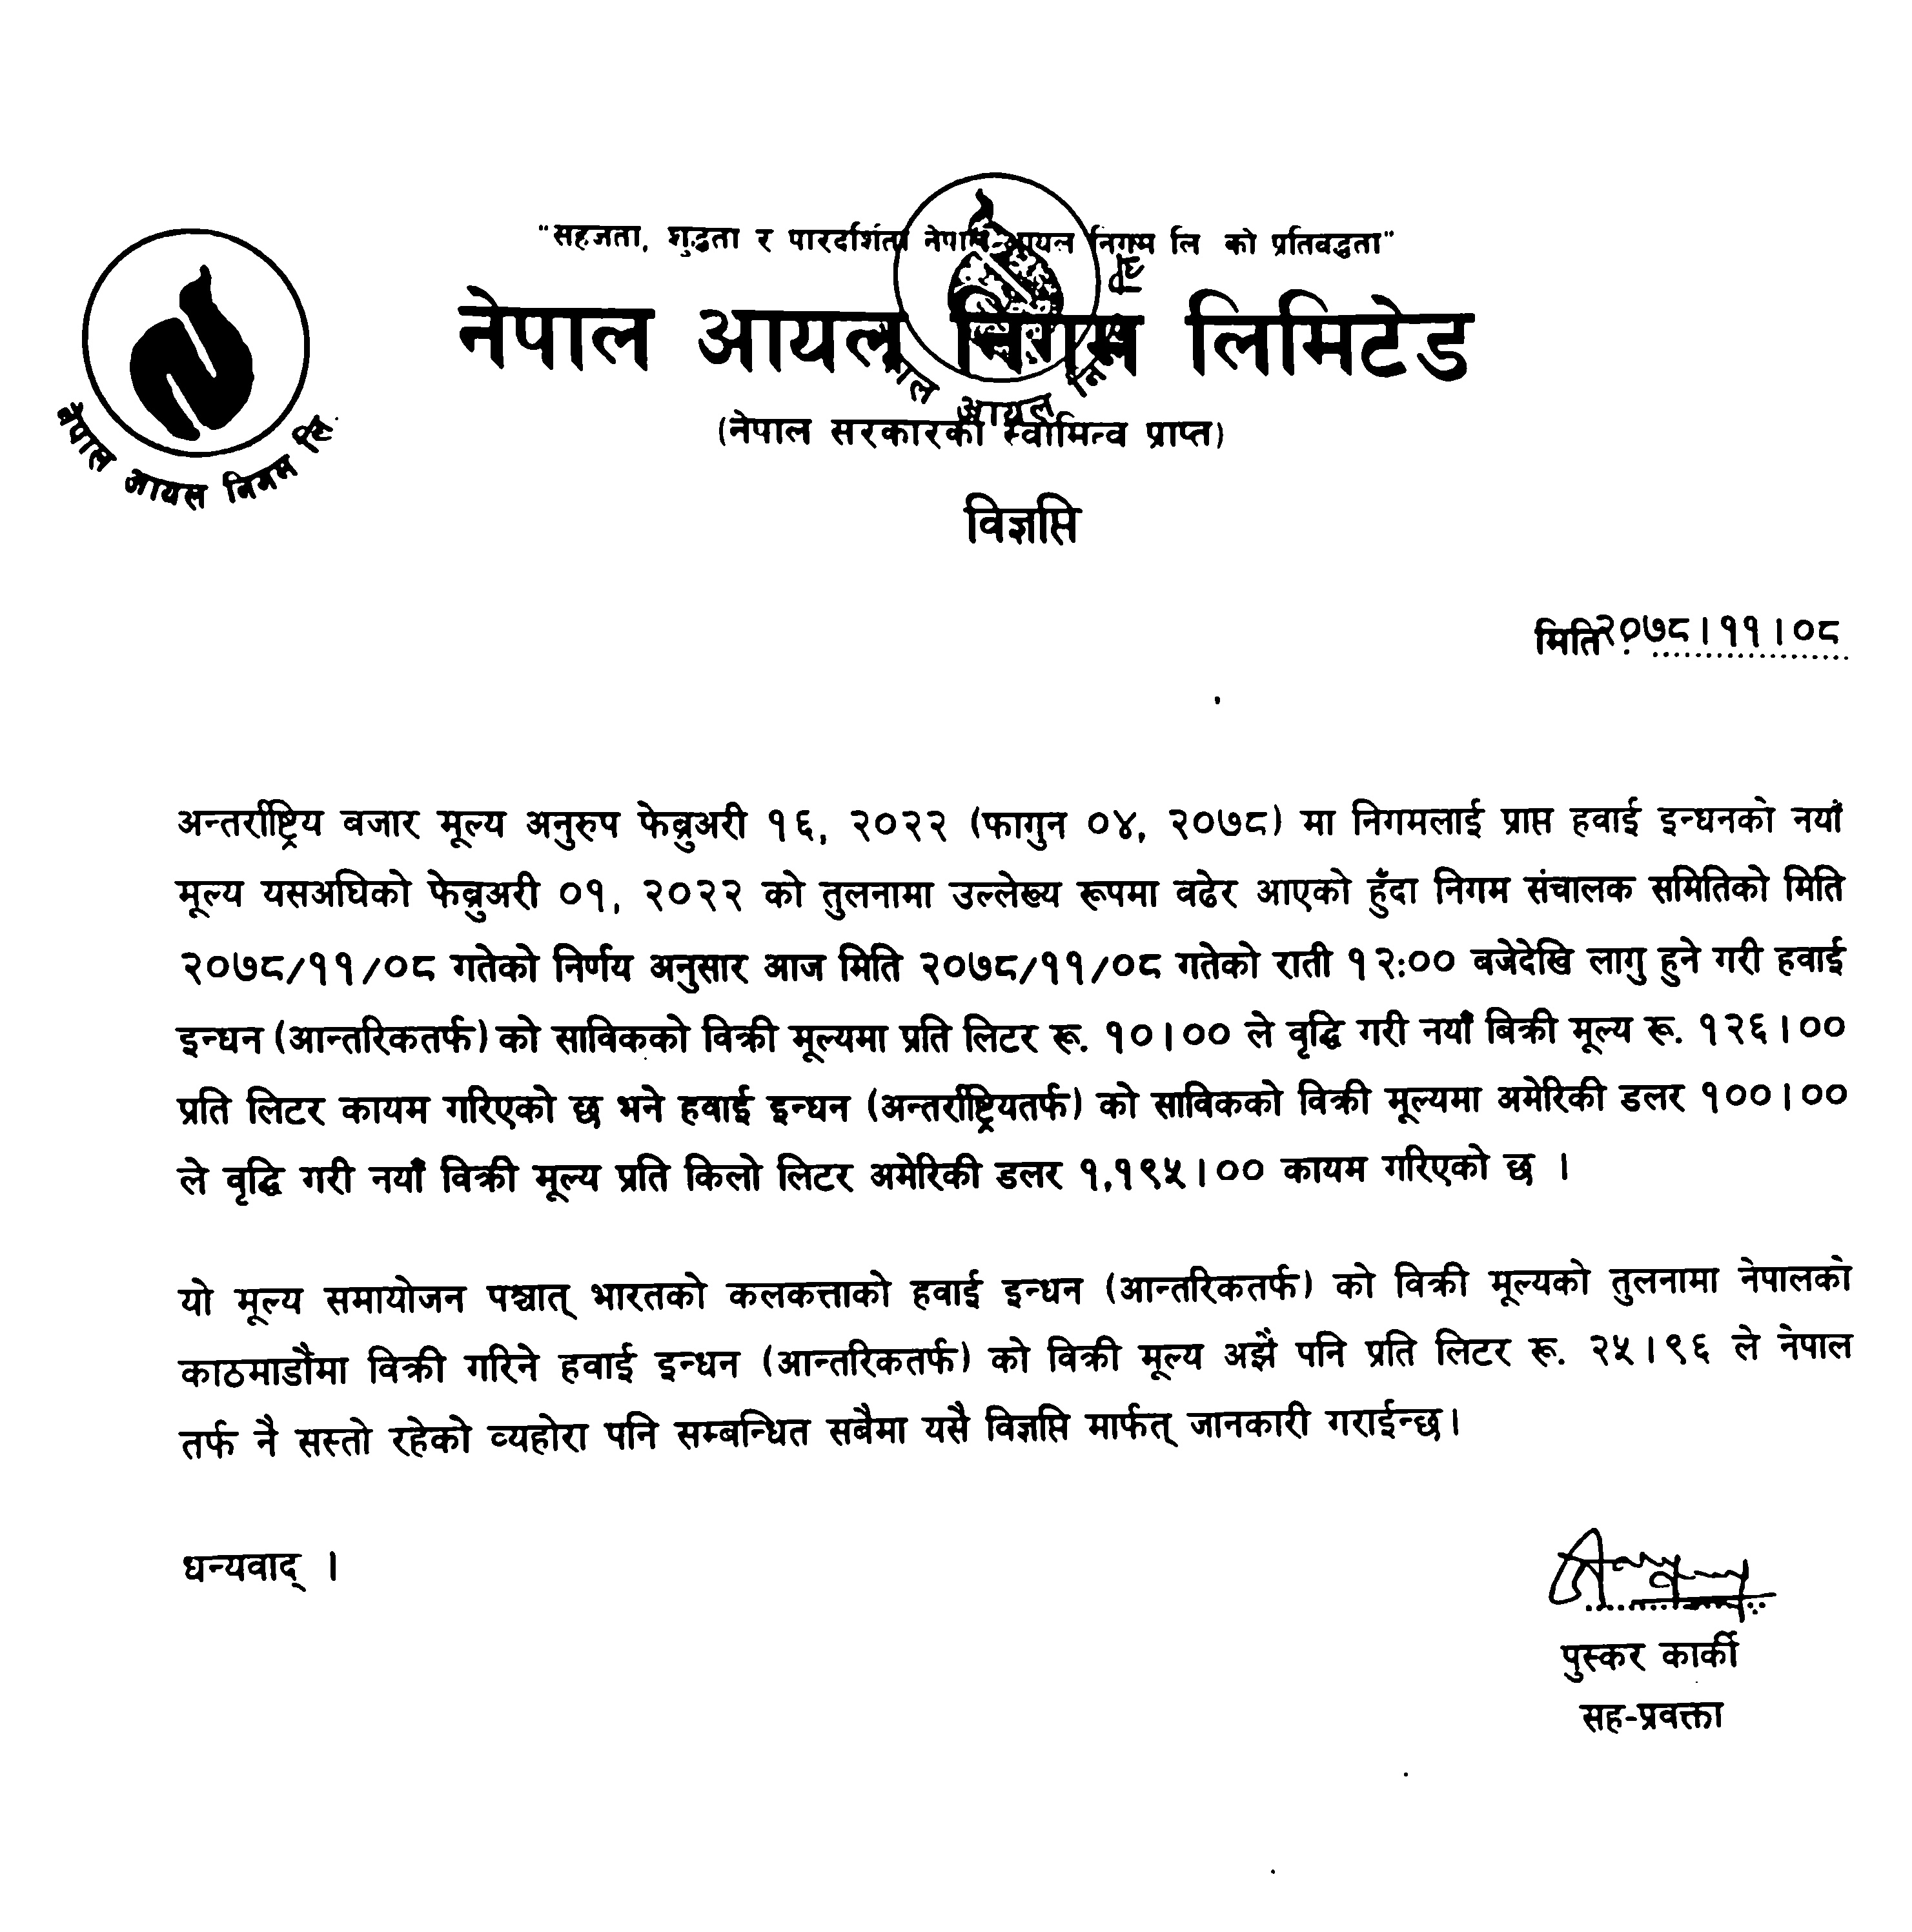 "सहजता, शुद्धता र पारदर्शिता नेपाल आयल निगम लि को प्रतिवद्धता"
नेपाल आयल निगम लिमिटेड
(नेपाल सरकारको स्वामित्व प्राप्त)
नेपाल आयल निगम लि.
विज्ञप्ति
मिति २०७८।११।०८
अन्तर्राष्ट्रिय बजार मूल्य अनुरुप फेब्रुअरी १६, २०२२ (फागुन ०४, २०७८) मा निगमलाई प्राप्त हवाई इन्धनको नयाँ
मूल्य यसअघिको फेब्रुअरी ०१, २०२२ को तुलनामा उल्लेख्य रूपमा वढेर आएको हुँदा निगम संचालक समितिको मिति
२०७८/११/०८ गतेको निर्णय अनुसार आज मिति २०७८/११/०८ गतेको राती १२:०० बजेदेखि लागु हुने गरी हवाई
इन्धन (आन्तरिकतर्फ) को साविकको विक्री मूल्यमा प्रति लिटर रू. १०।०० ले वृद्धि गरी नयाँ बिक्री मूल्य रू. १२६।००
प्रति लिटर कायम गरिएको छ भने हवाई इन्धन (अन्तर्राष्ट्रियतर्फ) को साविकको विक्री मूल्यमा अमेरिकी डलर १००।००
ले वृद्धि गरी नयाँ विक्री मूल्य प्रति किलो लिटर अमेरिकी डलर १,१९५।०० कायम गरिएको छ ।
यो मूल्य समायोजन पश्चात् भारतको कलकत्ताको हवाई इन्धन (आन्तरिकतर्फ) को विक्री मूल्यको तुलनामा नेपालको
काठमाडौंमा विक्री गरिने हवाई इन्धन (आन्तरिकतर्फ) को विक्री मूल्य अझै पनि प्रति लिटर रू. २५।९६ ले नेपाल
तर्फ नै सस्तो रहेको व्यहोरा पनि सम्बन्धित सबैमा यसै विज्ञप्ति मार्फत् जानकारी गराईन्छ।
धन्यवाद् ।
पुस्कर कार्की
सह-प्रवक्ता